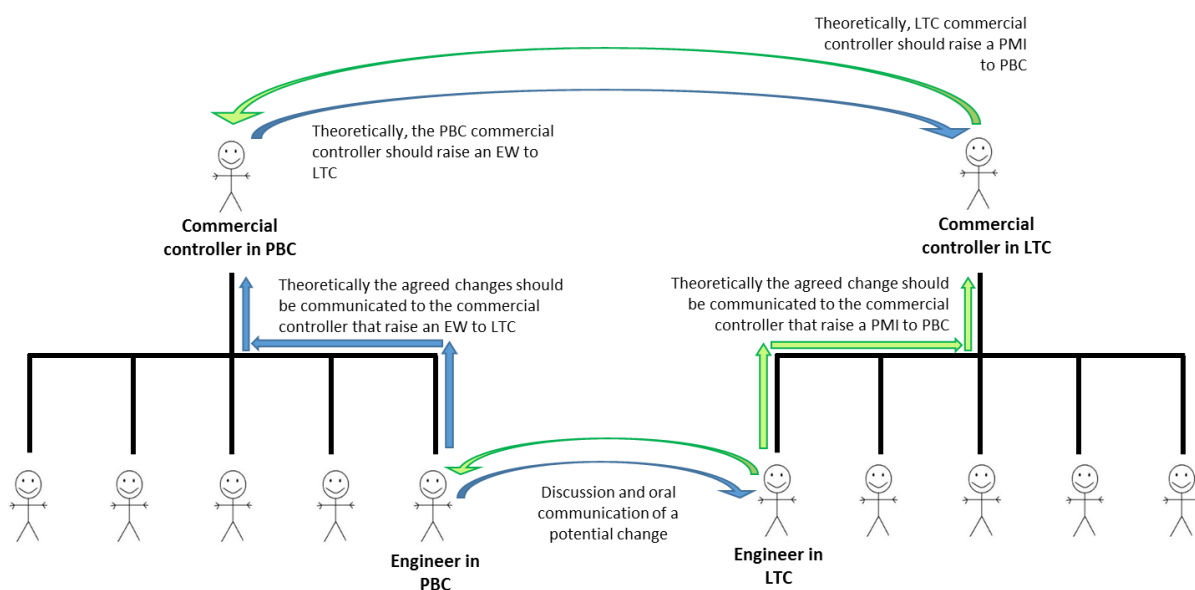 Theoretically, LTC commercial
controller should raise a PMI
to PBC
Theoretically, the PBC commercial
controller should raise an EW to
LTC
Commercial
controller in PBC
Commercial
controller in LTC
Theoretically the agreed changes should
be communicated to the commercial
controller that raise an EW to LTC
Theoretically the agreed change should
be communicated to the commercial
controller that raise a PMI to PBC
Discussion and oral
communication of a
potential change
Engineer in
PBC
Engineer in
LTC